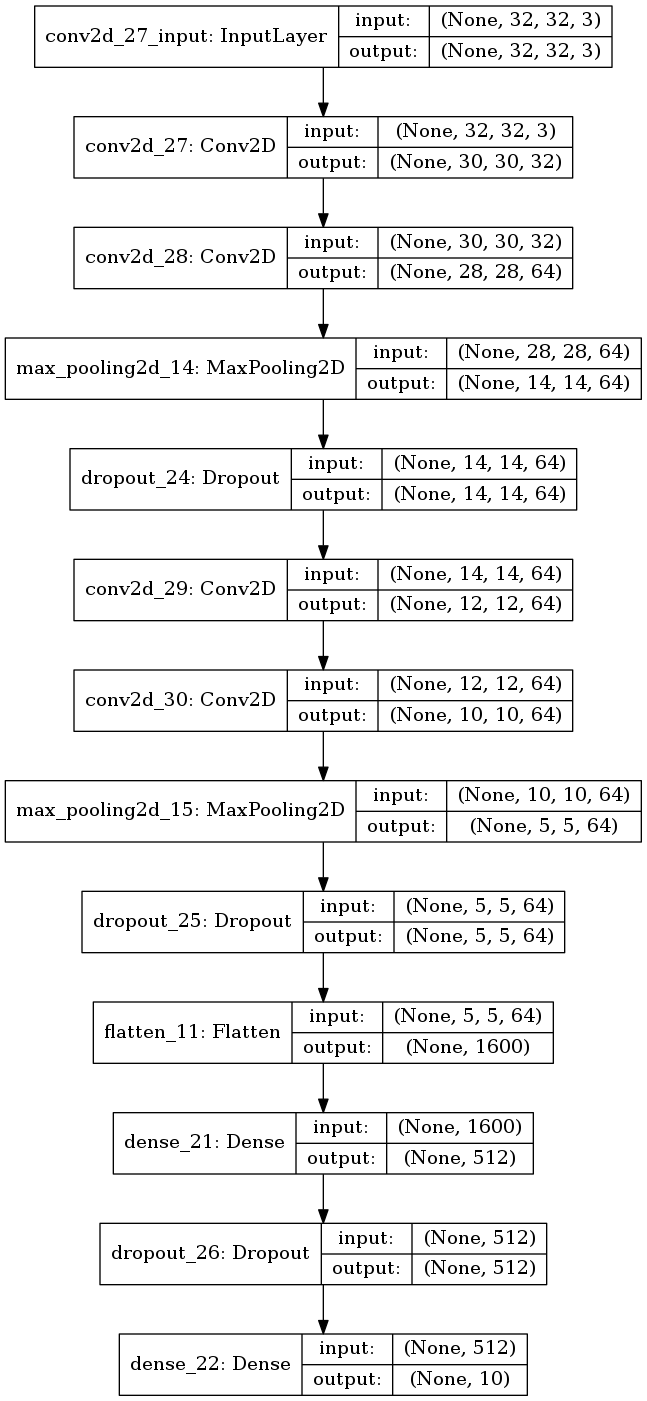 conv2d_27_input: InputLayer
input: (None, 32, 32, 3)
output: (None, 32, 32, 3)
conv2d_27: Conv2D
input: (None, 32, 32, 3)
output: (None, 30, 30, 32)
conv2d_28: Conv2D
input: (None, 30, 30, 32)
output: (None, 28, 28, 64)
max_pooling2d_14: MaxPooling2D
input: (None, 28, 28, 64)
output: (None, 14, 14, 64)
dropout_24: Dropout
input: (None, 14, 14, 64)
output: (None, 14, 14, 64)
conv2d_29: Conv2D
input: (None, 14, 14, 64)
output: (None, 12, 12, 64)
conv2d_30: Conv2D
input: (None, 12, 12, 64)
output: (None, 10, 10, 64)
max_pooling2d_15: MaxPooling2D
input: (None, 10, 10, 64)
output: (None, 5, 5, 64)
dropout_25: Dropout
input: (None, 5, 5, 64)
output: (None, 5, 5, 64)
flatten_11: Flatten
input: (None, 5, 5, 64)
output: (None, 1600)
dense_21: Dense
input: (None, 1600)
output: (None, 512)
dropout_26: Dropout
input: (None, 512)
output: (None, 512)
dense_22: Dense
input: (None, 512)
output: (None, 10)